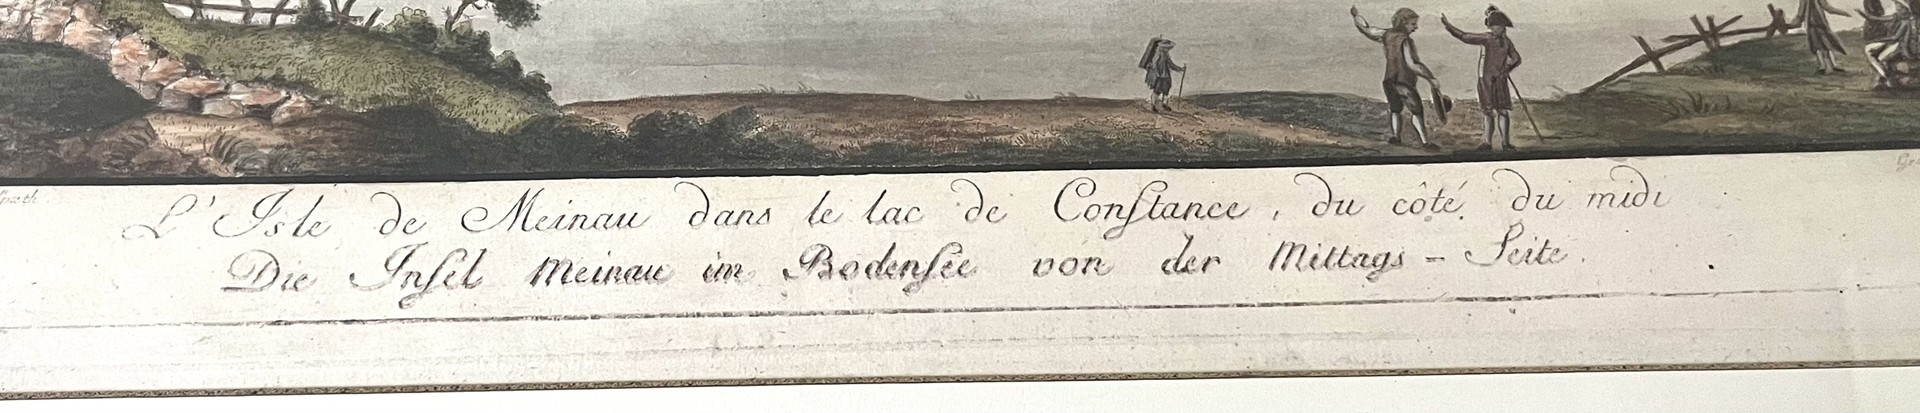 L'Isle de Meinau dans le lac de Conſtance, du côté du midi
Die Inſel Meinau im Bodenſee von der Mittags - Seite.